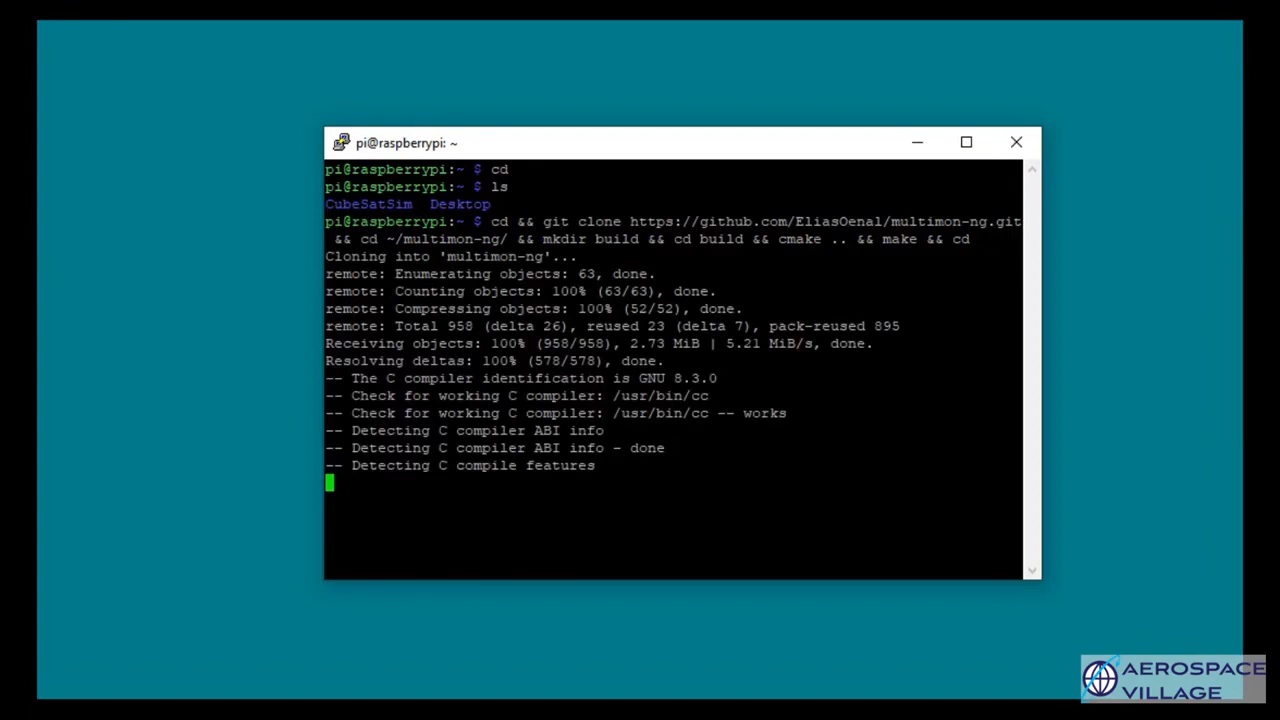 pi@raspberrypi: ~
pi@raspberrypi:~ $ cd
pi@raspberrypi:~ $ ls
CubeSatSim  Desktop
pi@raspberrypi:~ $ cd && git clone https://github.com/EliasOenal/multimon-ng.git
 && cd ~/multimon-ng/ && mkdir build && cd build && cmake .. && make && cd
Cloning into 'multimon-ng'...
remote: Enumerating objects: 63, done.
remote: Counting objects: 100% (63/63), done.
remote: Compressing objects: 100% (52/52), done.
remote: Total 958 (delta 26), reused 23 (delta 7), pack-reused 895
Receiving objects: 100% (958/958), 2.73 MiB | 5.21 MiB/s, done.
Resolving deltas: 100% (578/578), done.
-- The C compiler identification is GNU 8.3.0
-- Check for working C compiler: /usr/bin/cc
-- Check for working C compiler: /usr/bin/cc -- works
-- Detecting C compiler ABI info
-- Detecting C compiler ABI info - done
-- Detecting C compile features
AEROSPACE
VILLAGE